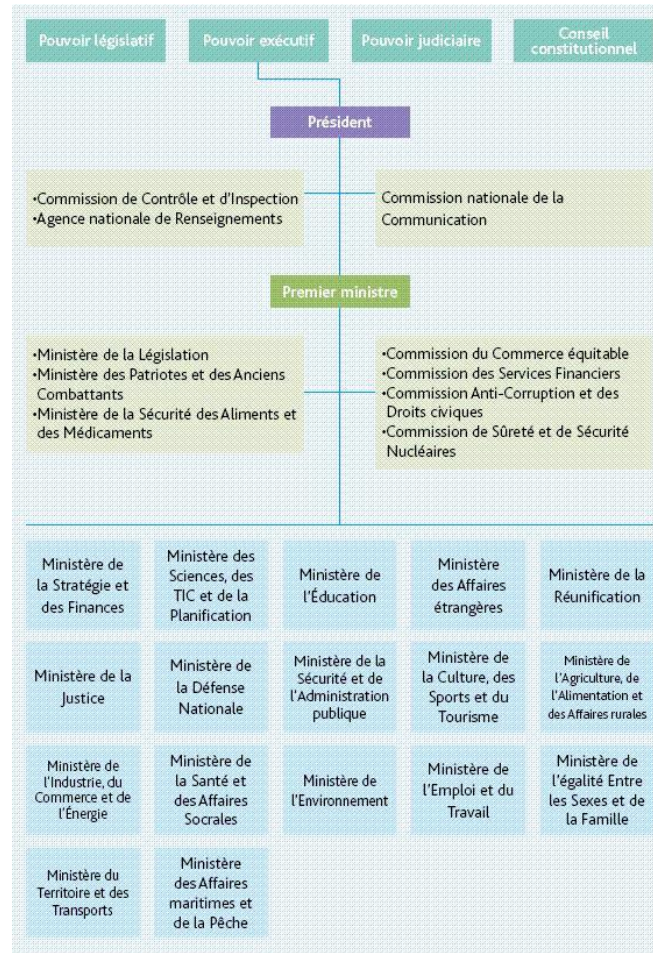 Pouvoir législatif
Pouvoir exécutif
Pouvoir judiciaire
Conseil
constitutionnel
Président
•Commission de Contrôle et d'Inspection
•Agence nationale de Renseignements
Commission nationale de la
Communication
Premier ministre
•Ministère de la Législation
•Ministère des Patriotes et des Anciens
Combattants
•Ministère de la Sécurité des Aliments et
des Médicaments
•Commission du Commerce équitable
•Commission des Services Financiers
•Commission Anti-Corruption et des
Droits civiques
•Commission de Sûreté et de Sécurité
Nucléaires
Ministère de
la Stratégie et
des Finances
Ministère des
Sciences, des
TIC et de la
Planification
Ministère de
l'Éducation
Ministère
des Affaires
étrangères
Ministère de la
Réunification
Ministère de la
Justice
Ministère de
la Défense
Nationale
Ministère de la
Sécurité et de
l'Administration
publique
Ministère de
la Culture, des
Sports et du
Tourisme
Ministère de
l'Agriculture, de
l'Alimentation et
des Affaires rurales
Ministère de
l'Industrie, du
Commerce et de
l'Énergie
Ministère de
la Santé et
des Affaires
Socrales
Ministère de
l'Environnement
Ministère de
l'Emploi et du
Travail
Ministère de
l'égalité Entre
les Sexes et de
la Famille
Ministère du
Territoire et des
Transports
Ministère
des Affaires
maritimes et
de la Pêche